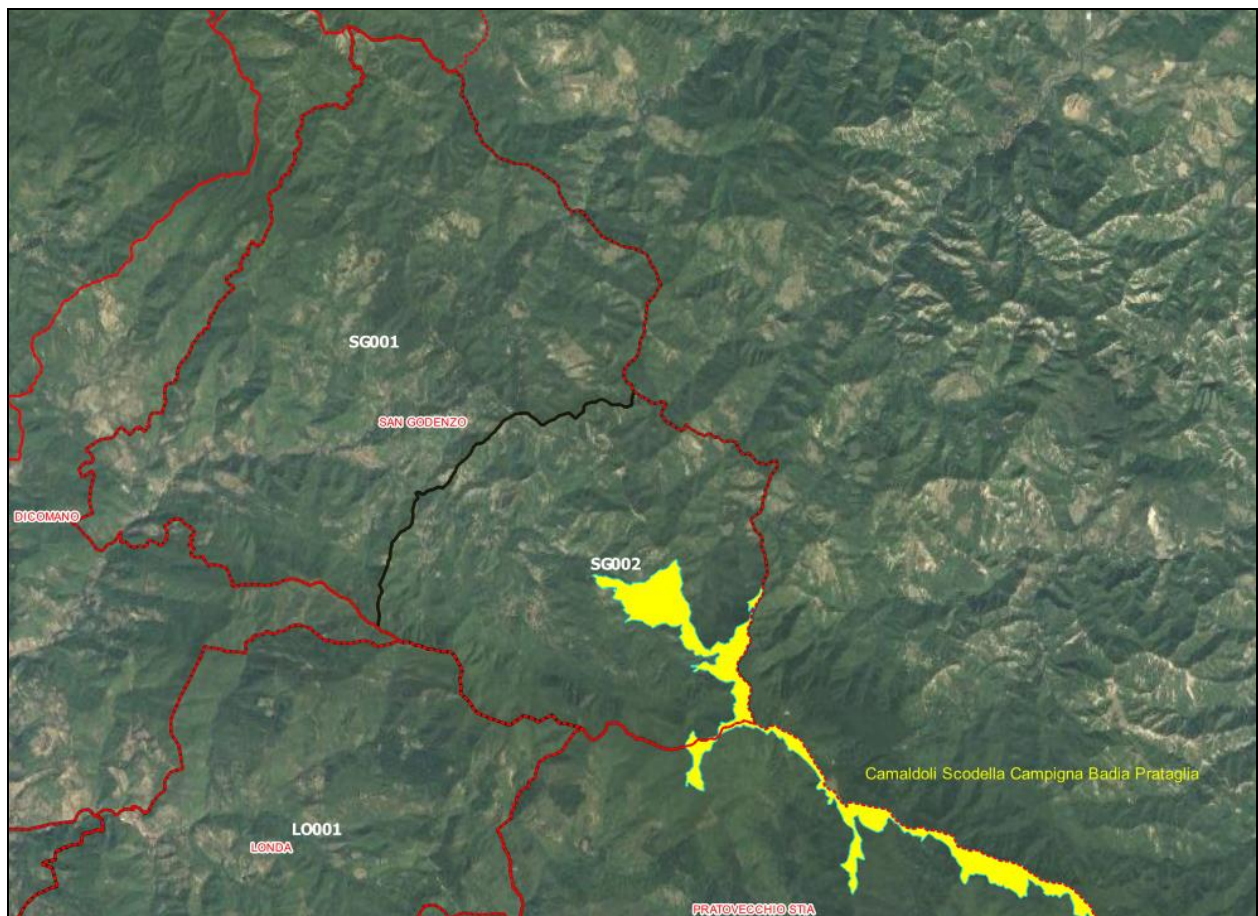 SG001
SAN GODENZO
DICOMANO
SG002
Camaldoli Scodella Campigna Badia Prataglia
LO001
LONDA
PRATOVECCHIO STIA